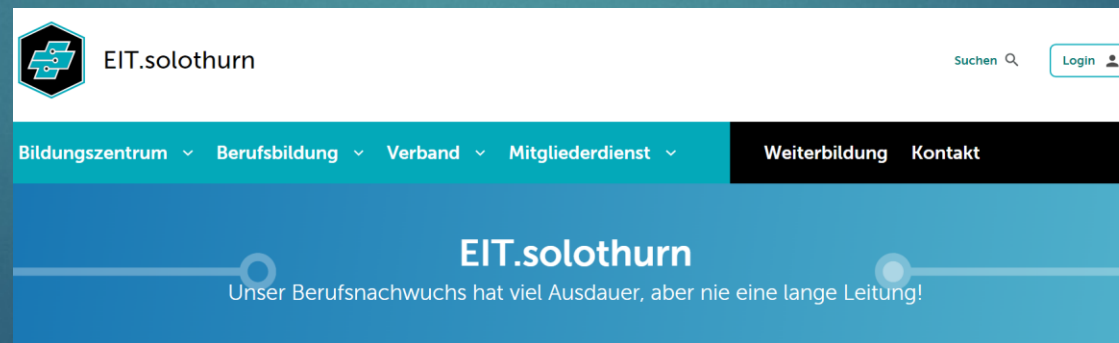 EIT.solothurn
Suchen
Login
Bildungszentrum Berufsbildung Verband Mitgliederdienst Weiterbildung Kontakt
EIT.solothurn
Unser Berufsnachwuchs hat viel Ausdauer, aber nie eine lange Leitung!